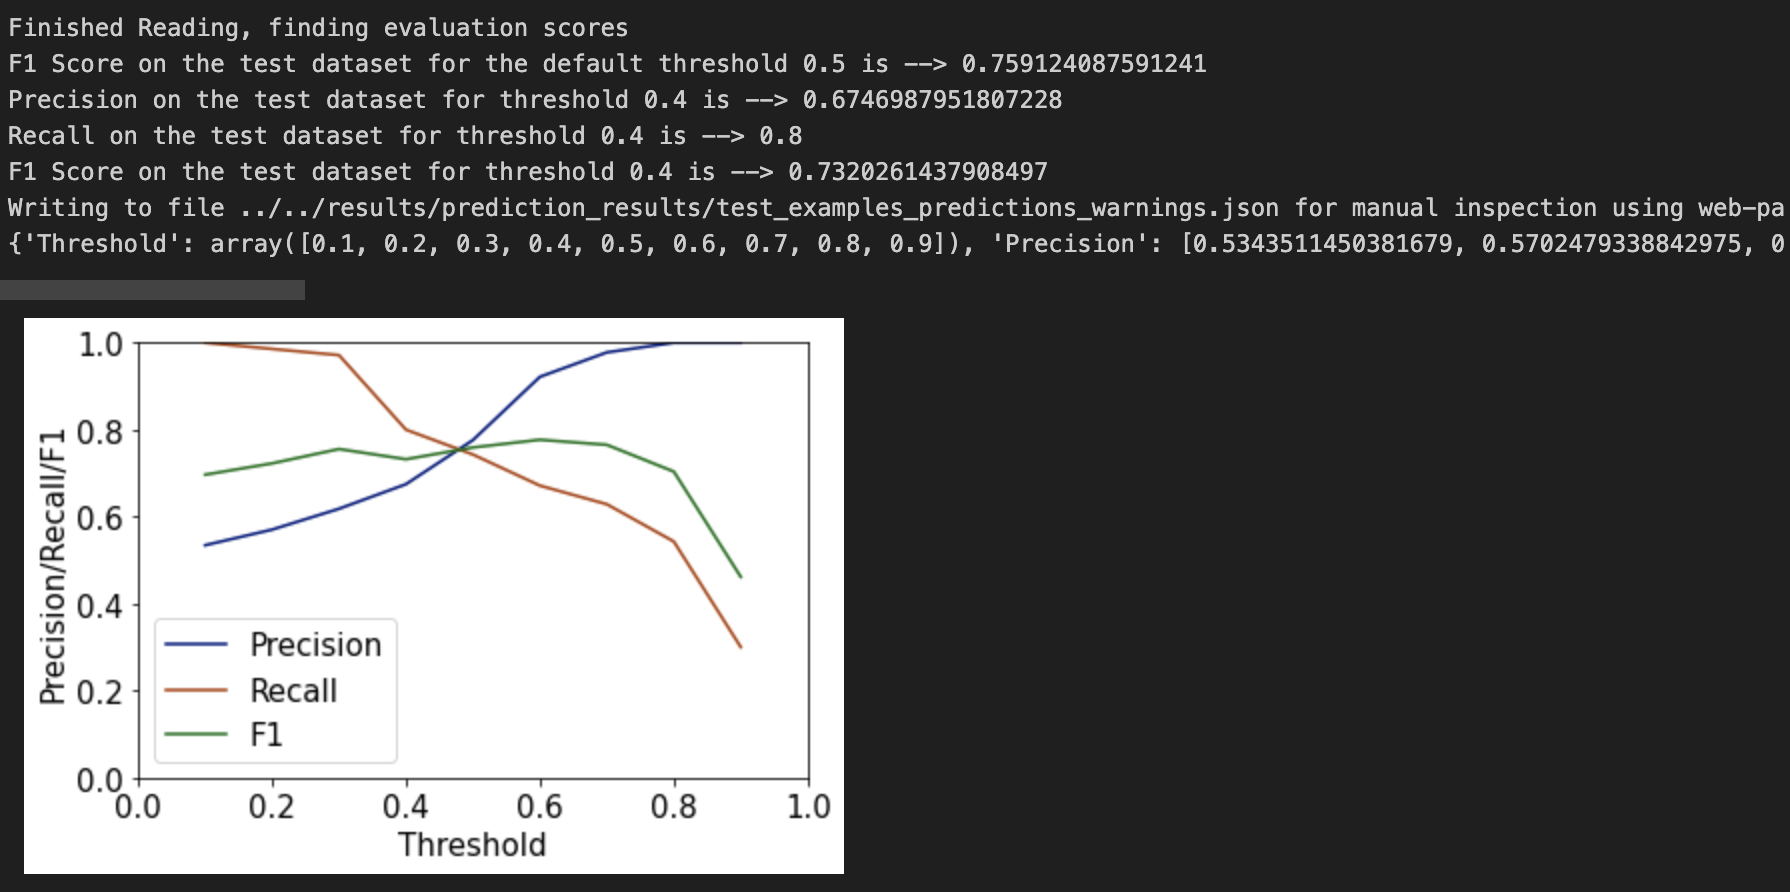 Finished Reading, finding evaluation scores
F1 Score on the test dataset for the default threshold 0.5 is --> 0.759124087591241
Precision on the test dataset for threshold 0.4 is --> 0.6746987951807228
Recall on the test dataset for threshold 0.4 is --> 0.8
F1 Score on the test dataset for threshold 0.4 is --> 0.7320261437908497
Writing to file ../../results/prediction_results/test_examples_predictions_warnings.json for manual inspection using web-pa
{'Threshold': array([0.1, 0.2, 0.3, 0.4, 0.5, 0.6, 0.7, 0.8, 0.9]), 'Precision': [0.5343511450381679, 0.5702479338842975, 0
1.0
0.8
0.6
0.4
0.2
0.0
Precision/Recall/F1
Precision
Recall
F1
0.0 0.2 0.4 0.6 0.8 1.0
Threshold